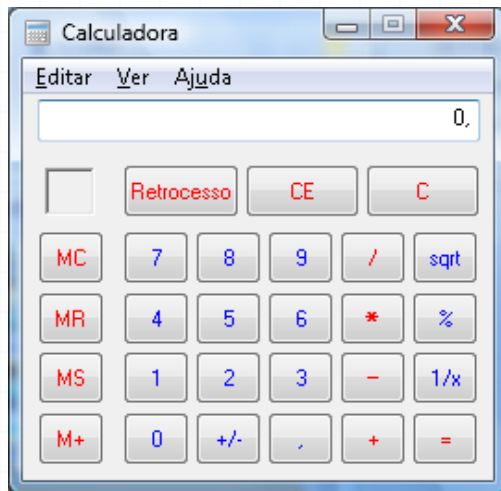 Calculadora
Editar Ver Ajuda
0,
Retrocesso CE C
MC 7 8 9 / sqrt
MR 4 5 6 * %
MS 1 2 3 - 1/x
M+ 0 +/- , + =